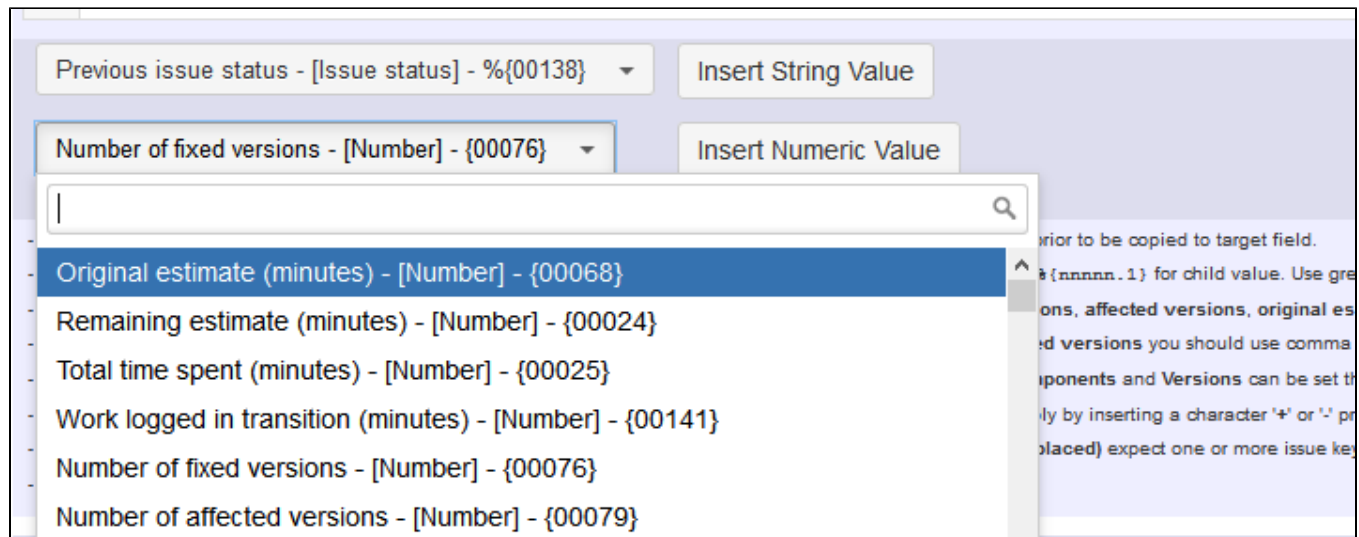 Previous issue status - [Issue status] - %{00138}
Insert String Value
Number of fixed versions - [Number] - {00076}
Insert Numeric Value
prior to be copied to target field.
Original estimate (minutes) - [Number] - {00068}
{nnnnn.1} for child value. Use gre
Remaining estimate (minutes) - [Number] - {00024}
ons, affected versions, original es
ed versions you should use comma
Total time spent (minutes) - [Number] - {00025}
ponents and Versions can be set th
Work logged in transition (minutes) - [Number] - {00141}
ly by inserting a character '+' or '-' pr
placed) expect one or more issue key
Number of fixed versions - [Number] - {00076}
Number of affected versions - [Number] - {00079}